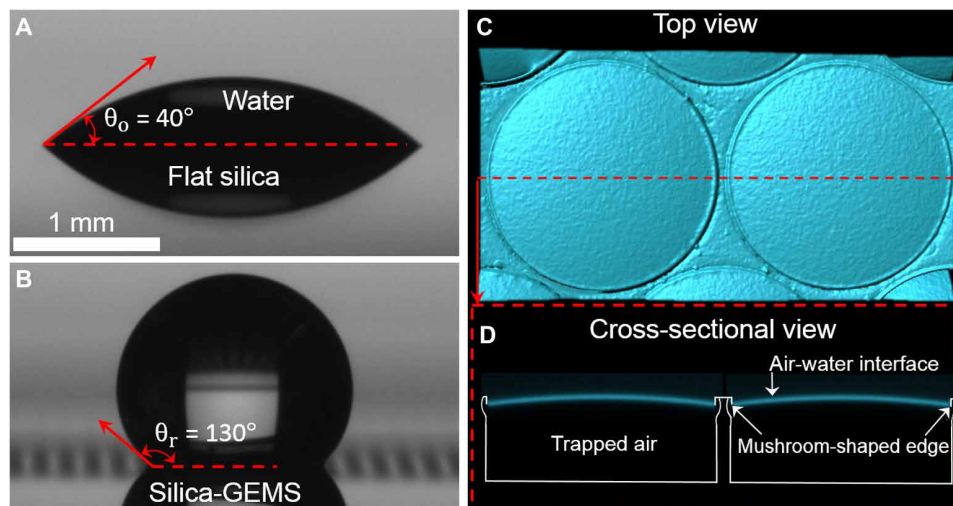 A
Water
θo = 40°
Flat silica
1 mm
B
θr = 130°
Silica-GEMS
C
Top view
D
Cross-sectional view
Air-water interface
Trapped air
Mushroom-shaped edge